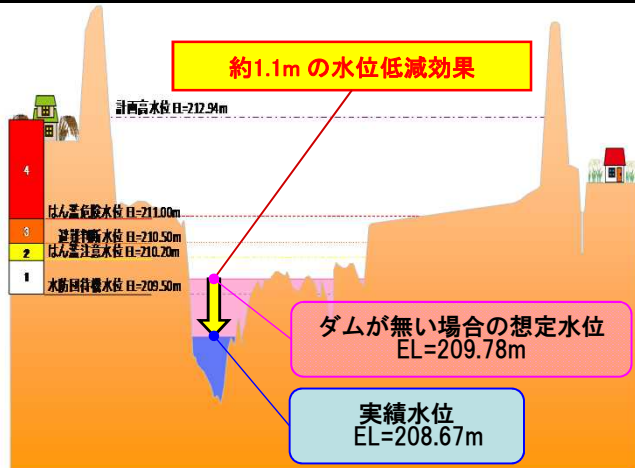 約1.1m の水位低減効果
計画高水位 EL=212.94m
4
はん濫危険水位 EL=211.00m
3
避難判断水位 EL=210.50m
2
はん濫注意水位 EL=210.20m
1
水防団待機水位 EL=209.50m
ダムが無い場合の想定水位
EL=209.78m
実績水位
EL=208.67m